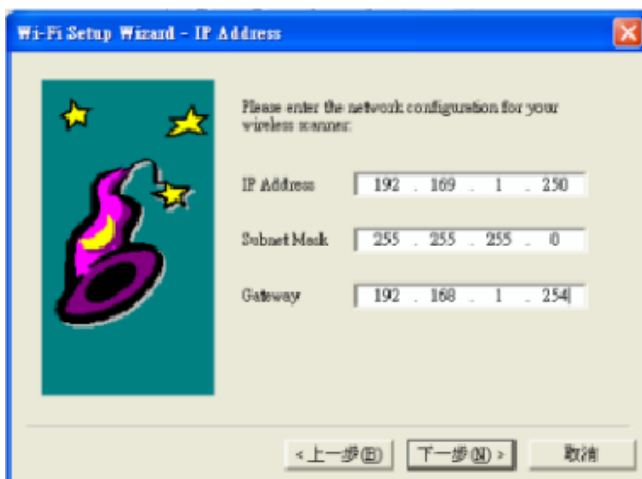 Wi-Fi Setup Wizard - IP Address
Please enter the network configuration for your
wireless scanner.
IP Address 192 . 169 . 1 . 250
Subnet Mask 255 . 255 . 255 . 0
Gateway 192 . 168 . 1 . 254
<上一步(B) 下一步(N) > 取消